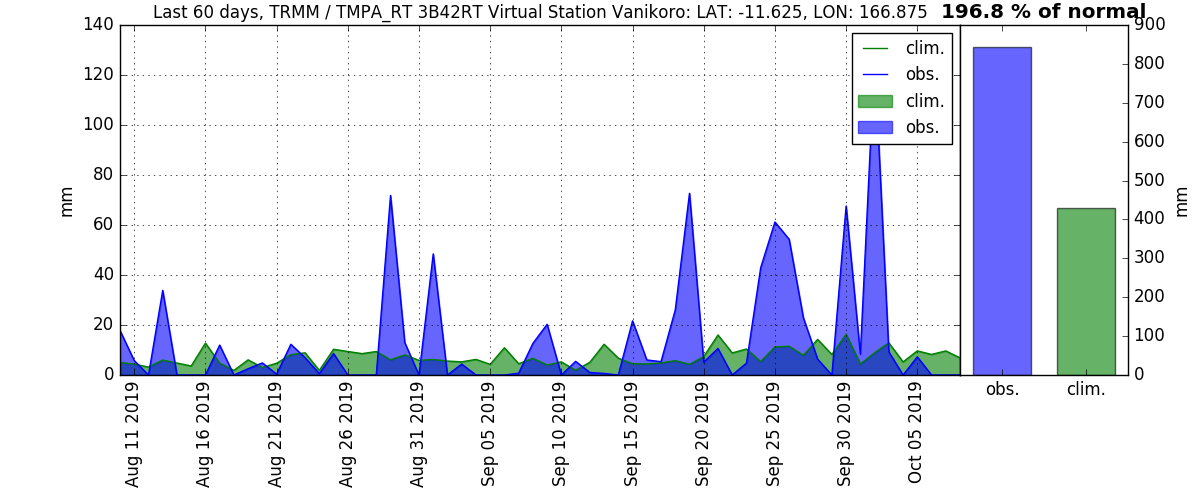 Last 60 days, TRMM / TMPA_RT 3B42RT Virtual Station Vanikoro: LAT: -11.625, LON: 166.875 196.8 % of normal
140
120
100
80
60
40
20
0
mm
clim.
obs.
clim.
obs.
Aug 11 2019
Aug 16 2019
Aug 21 2019
Aug 26 2019
Aug 31 2019
Sep 05 2019
Sep 10 2019
Sep 15 2019
Sep 20 2019
Sep 25 2019
Sep 30 2019
Oct 05 2019
900
800
700
600
500
400
300
200
100
0
mm
obs. clim.